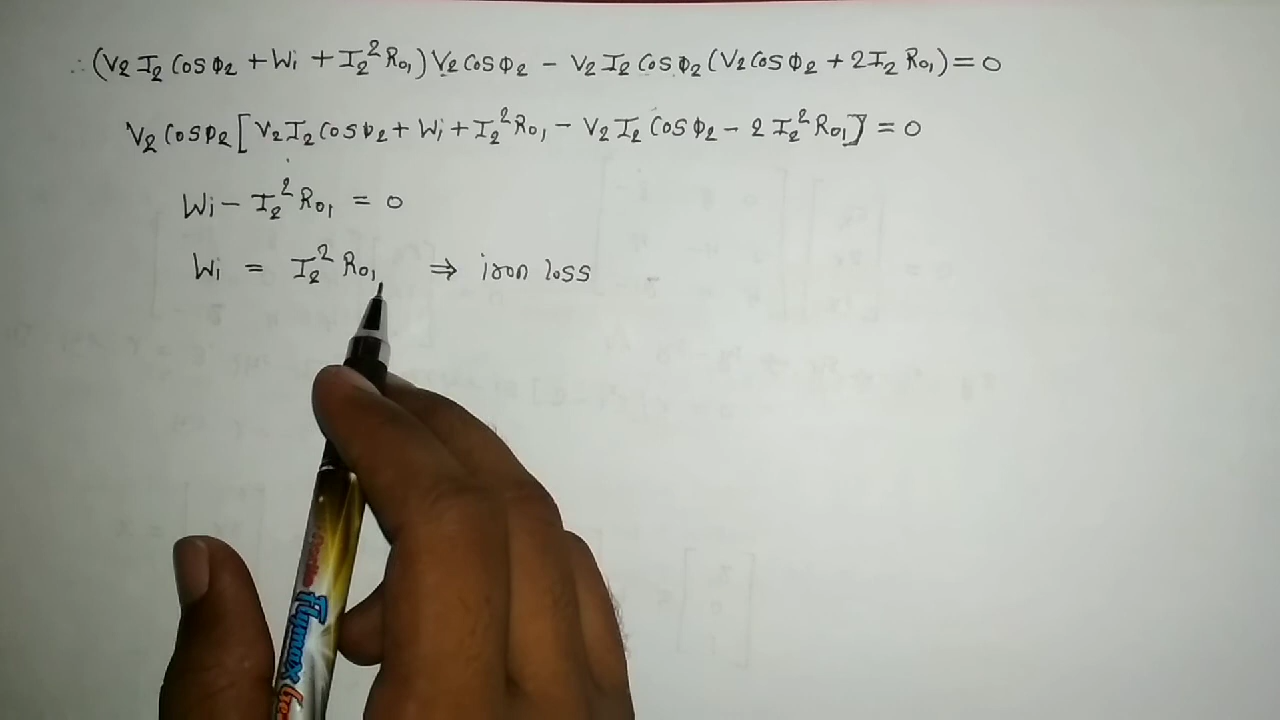 ∴ (V₂ I₂ Cos Φ₂ + Wi + I₂² R₀₁) V₂ Cos Φ₂ – V₂ I₂ Cos Φ₂ (V₂ Cos Φ₂ + 2 I₂ R₀₁) = 0
V₂ Cos Φ₂ [V₂ I₂ Cos Φ₂ + Wi + I₂² R₀₁ – V₂ I₂ Cos Φ₂ – 2 I₂² R₀₁] = 0
Wi – I₂² R₀₁ = 0
Wi = I₂² R₀₁ ⇒ iron loss
Flymax